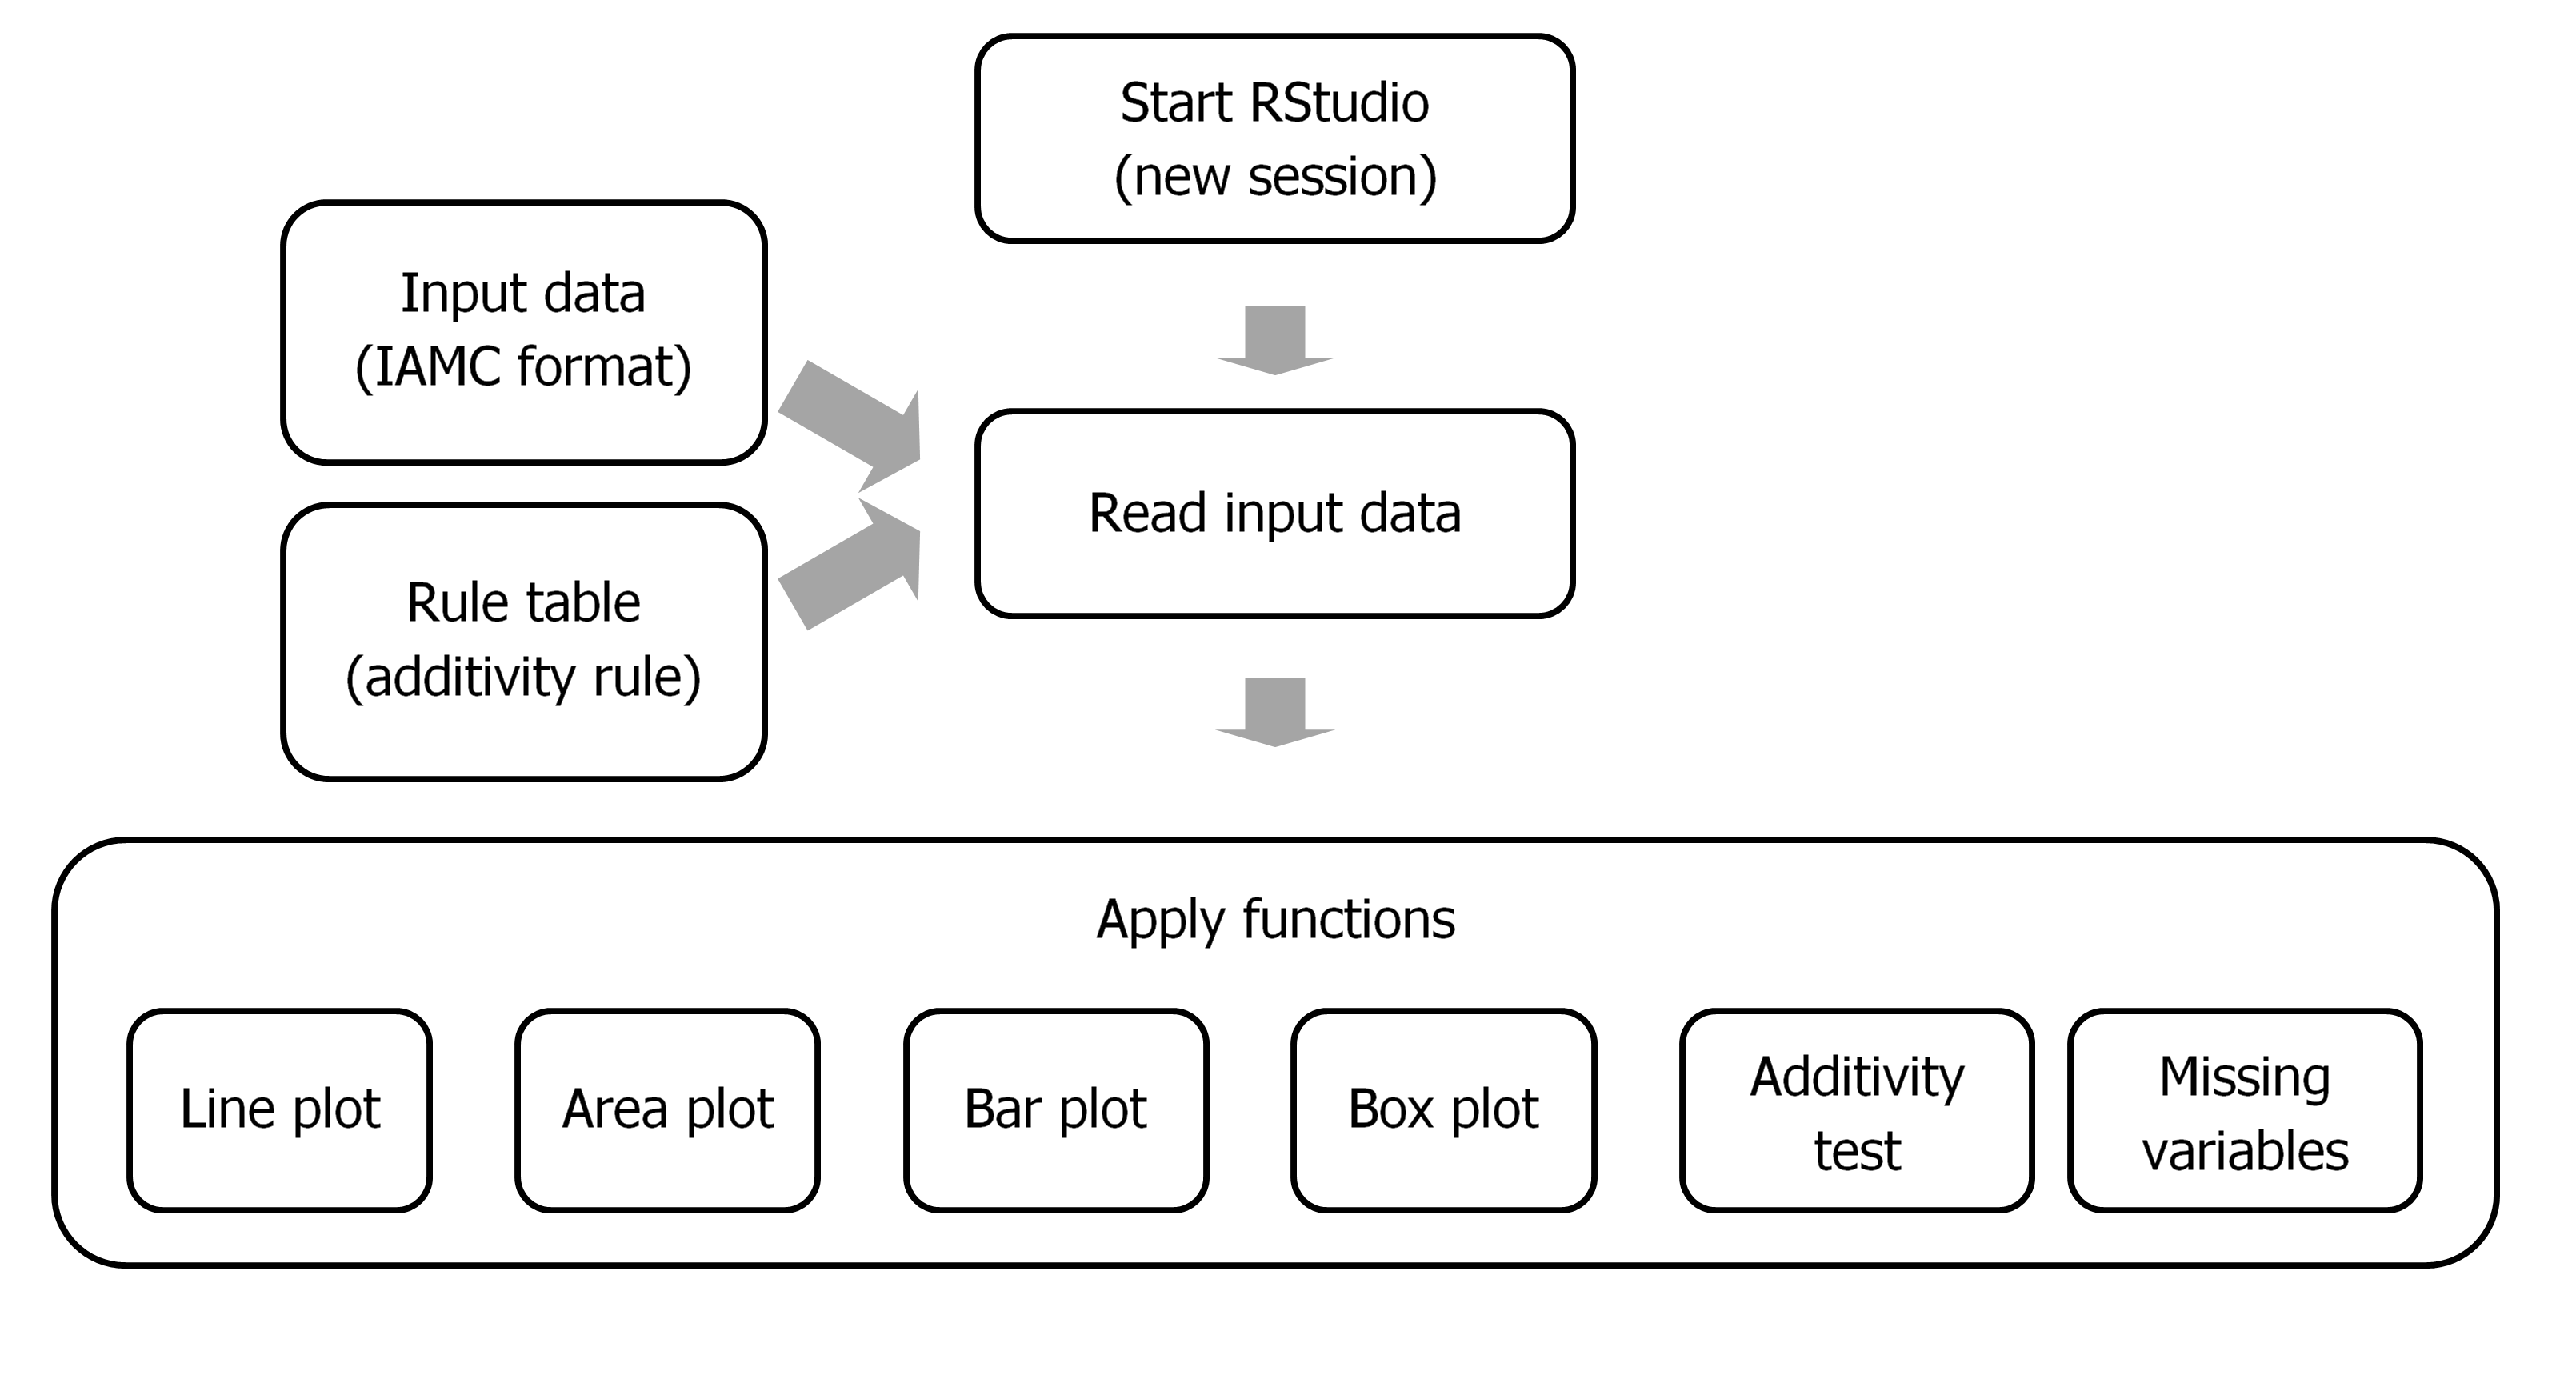 Start RStudio
(new session)
Input data
(IAMC format)
Read input data
Rule table
(additivity rule)
Apply functions
Line plot
Area plot
Bar plot
Box plot
Additivity
test
Missing
variables